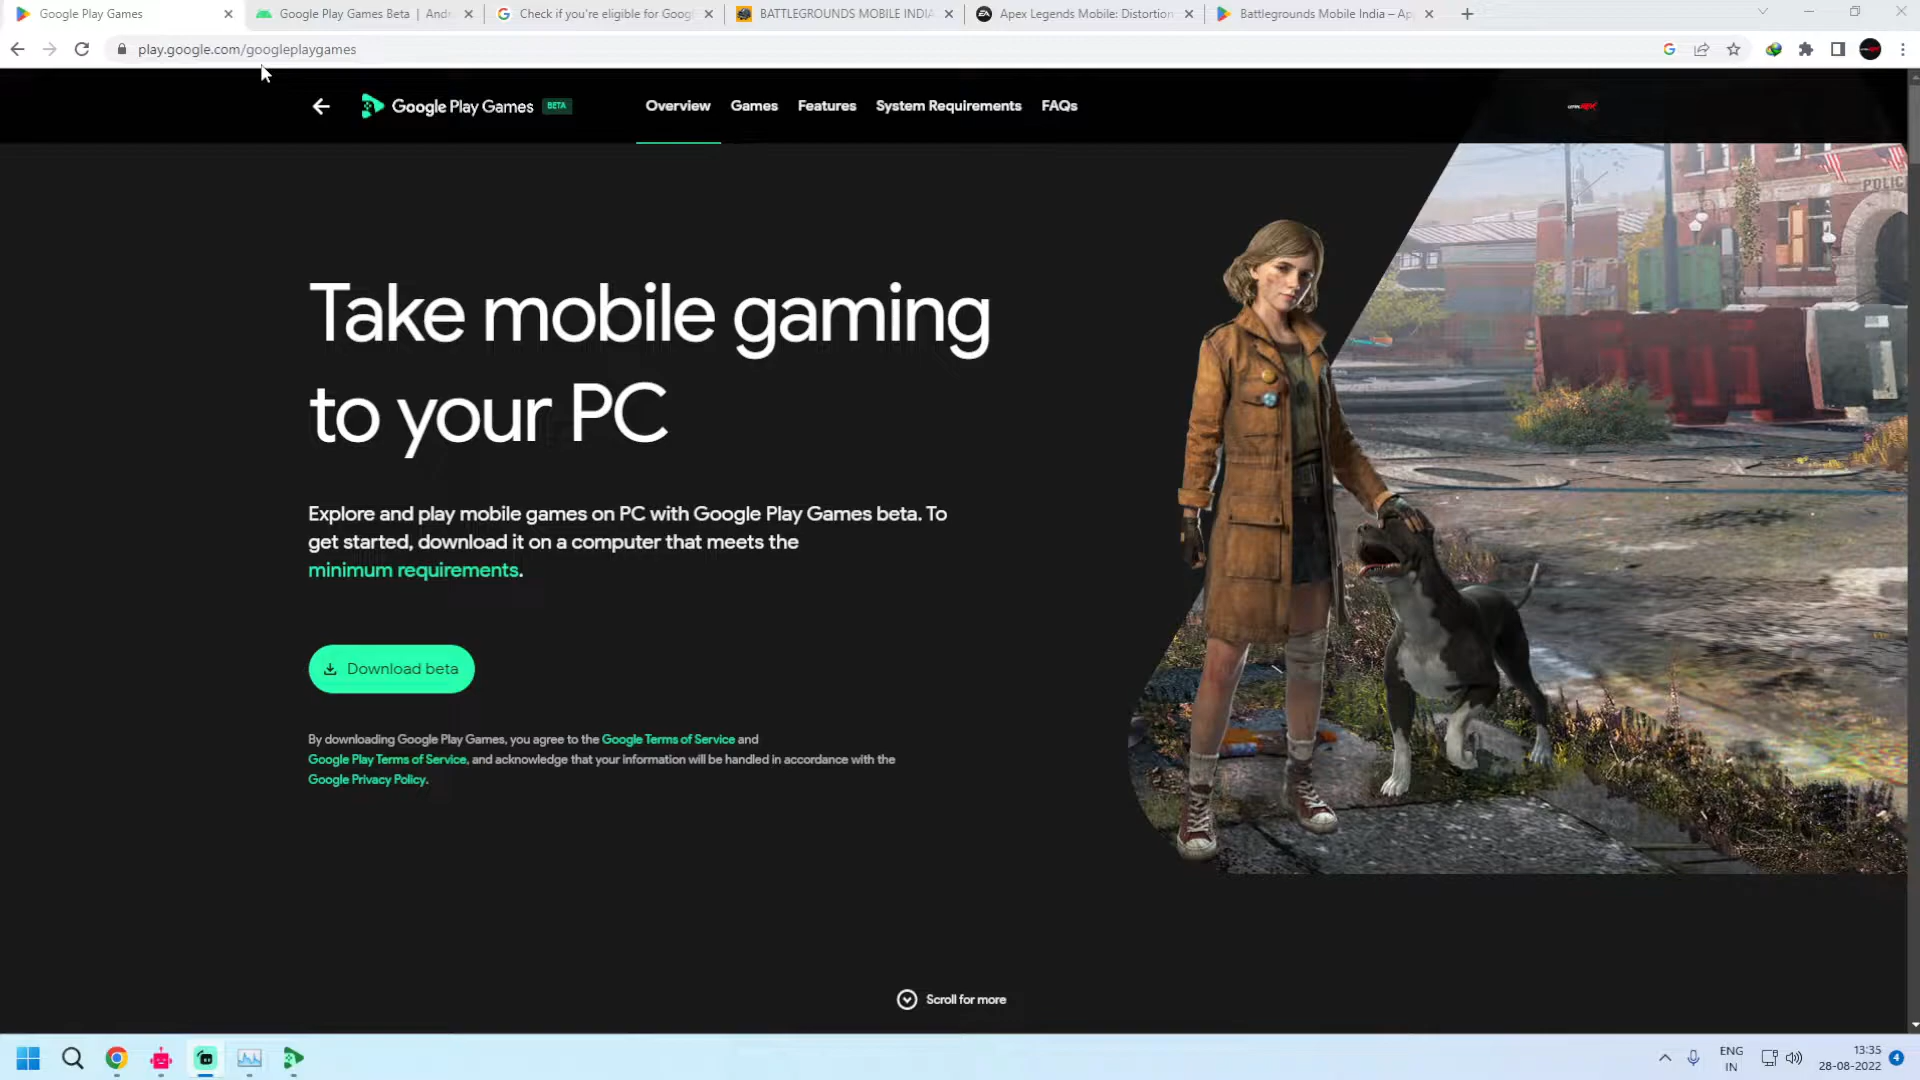 Google Play Games
Google Play Games Beta | Andr
Check if you're eligible for Goog
BATTLEGROUNDS MOBILE INDIA
Apex Legends Mobile: Distortion
Battlegrounds Mobile India – Ap
play.google.com/googleplaygames
Google Play Games BETA
Overview
Games
Features
System Requirements
FAQs
POLIC
Take mobile gaming
to your PC
Explore and play mobile games on PC with Google Play Games beta. To
get started, download it on a computer that meets the
minimum requirements.
Download beta
By downloading Google Play Games, you agree to the Google Terms of Service and
Google Play Terms of Service, and acknowledge that your information will be handled in accordance with the
Google Privacy Policy.
Scroll for more
ENG
IN
13:35
28-08-2022
4